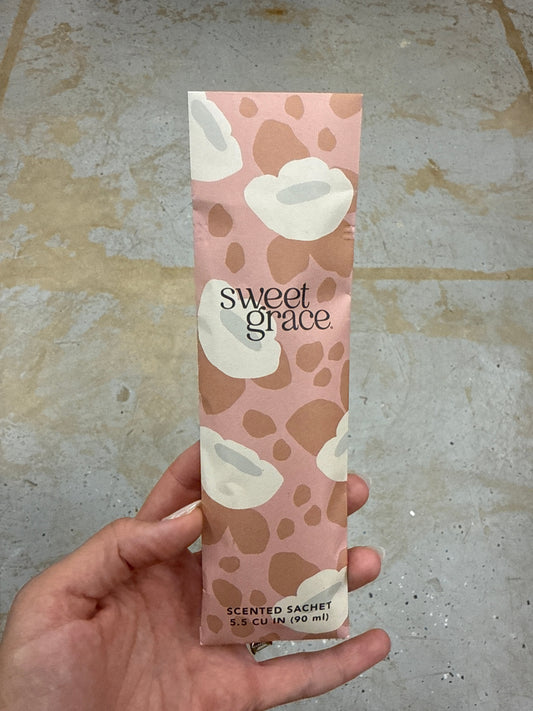 sweet
grace.
SCENTED SACHET
5.5 CU IN (90 ml)